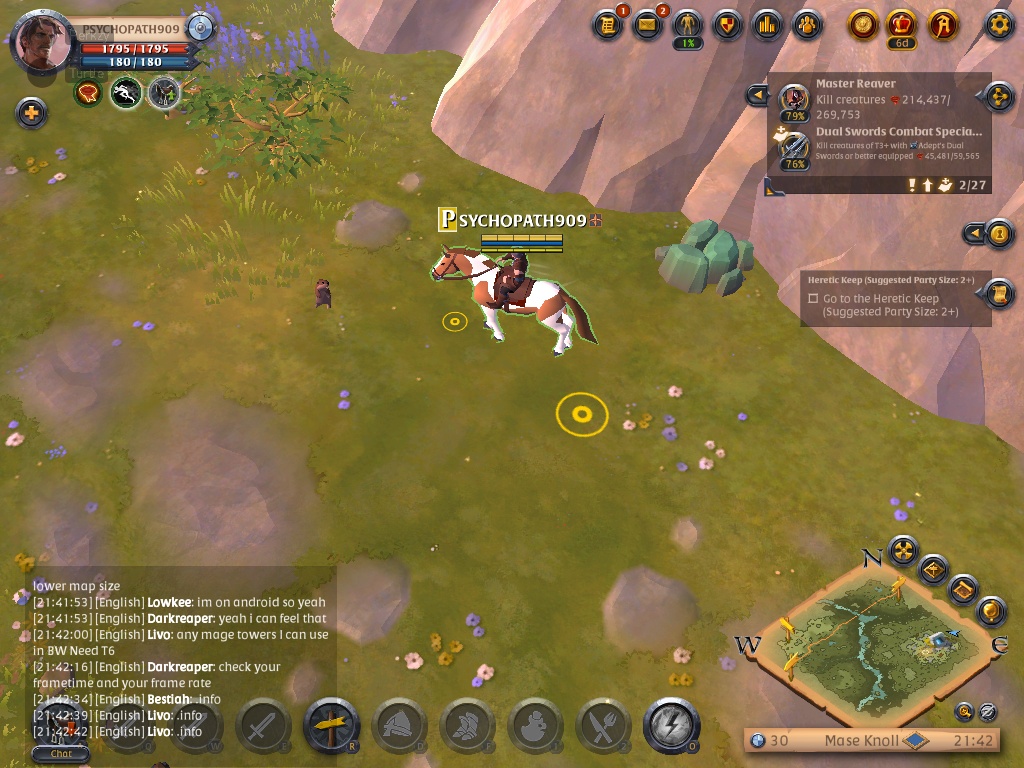 PSYCHOPATH909
1795 / 1795
180 / 180
1
2
1%
6d
Master Reaver
Kill creatures 214,437/
269,753
79%
Dual Swords Combat Specia...
Kill creatures of T3+ with Adept's Dual
Swords or better equipped 45,481/59,565
76%
2/27
PSYCHOPATH909
Heretic Keep (Suggested Party Size: 2+)
Go to the Heretic Keep
(Suggested Party Size: 2+)
lower map size
[21:41:53] [English] Lowkee: im on android so yeah
[21:41:53] [English] Darkreaper: yeah i can feel that
[21:42:00] [English] Livo: any mage towers I can use
in BW Need T6
[21:42:16] [English] Darkreaper: check your
frametime and your frame rate
[21:42:34] [English] Bestiah: .info
[21:42:39] [English] Livo: .info
[21:42:42] [English] Livo: .info
Chat
W
R
O
N
W
E
30
Mase Knoll
21:42